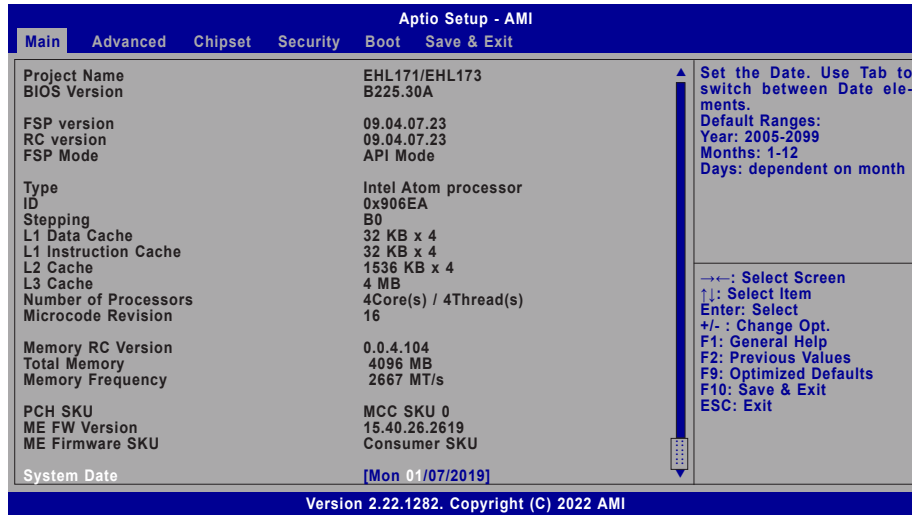 Aptio Setup - AMI
Main Advanced Chipset Security Boot Save & Exit
Project Name EHL171/EHL173
BIOS Version B225.30A
FSP version 09.04.07.23
RC version 09.04.07.23
FSP Mode API Mode
Type Intel Atom processor
ID 0x906EA
Stepping B0
L1 Data Cache 32 KB x 4
L1 Instruction Cache 32 KB x 4
L2 Cache 1536 KB x 4
L3 Cache 4 MB
Number of Processors 4Core(s) / 4Thread(s)
Microcode Revision 16
Memory RC Version 0.0.4.104
Total Memory 4096 MB
Memory Frequency 2667 MT/s
PCH SKU MCC SKU 0
ME FW Version 15.40.26.2619
ME Firmware SKU Consumer SKU
System Date [Mon 01/07/2019]
Set the Date. Use Tab to
switch between Date ele-
ments.
Default Ranges:
Year: 2005-2099
Months: 1-12
Days: dependent on month
→←: Select Screen
↑↓: Select Item
Enter: Select
+/- : Change Opt.
F1: General Help
F2: Previous Values
F9: Optimized Defaults
F10: Save & Exit
ESC: Exit
Version 2.22.1282. Copyright (C) 2022 AMI